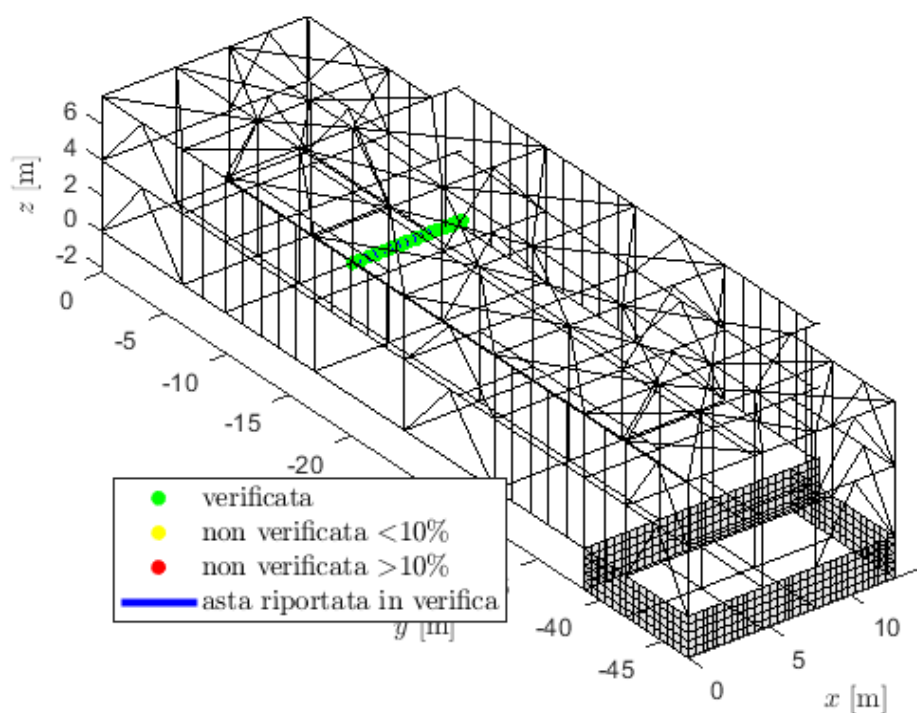 6
4
2
0
-2
z [m]
0
-5
-10
-15
-20
-40
-45
y [m]
0
5
10
x [m]
verificata
non verificata <10%
non verificata >10%
asta riportata in verifica